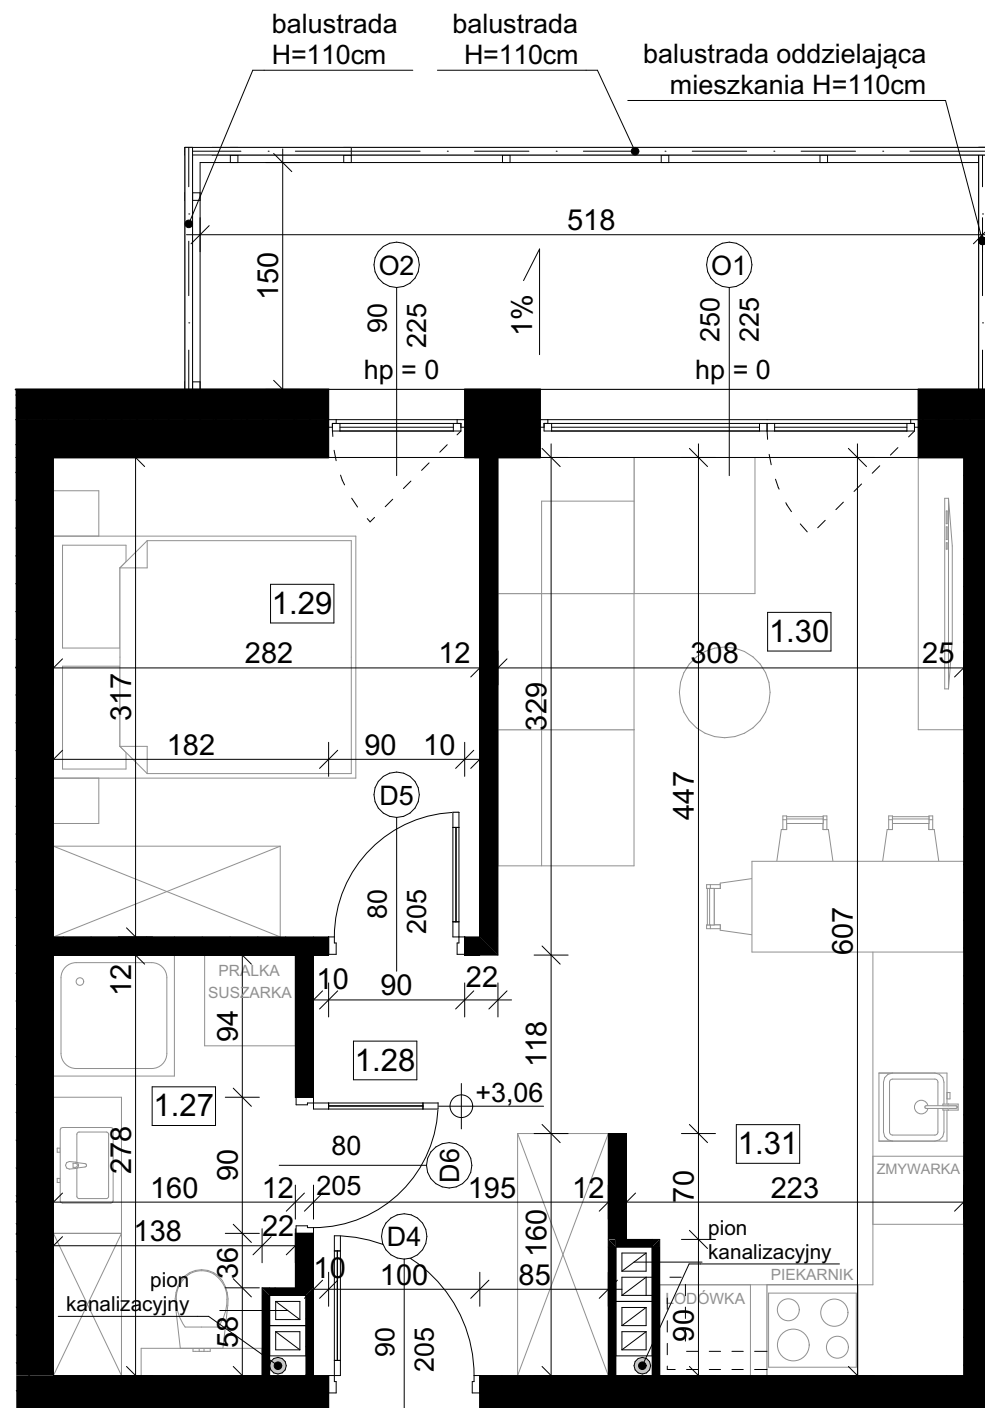 balustrada
H=110cm
balustrada
H=110cm
balustrada oddzielająca
mieszkania H=110cm
518
150
O2
O1
90
225
1%
250
225
hp = 0
hp = 0
1.29
1.30
282
12
308
25
317
329
182
90
10
447
D5
80
205
607
12
PRALKA
SUSZARKA
10
90
22
94
118
1.28
1.27
+3,06
278
90
80
205
D6
1.31
ZMYWARKA
160
12
195
12
223
70
138
22
D4
160
pion
kanalizacyjny
36
10
100
85
PIEKARNIK
pion
kanalizacyjny
LODÓWKA
58
90
205
90